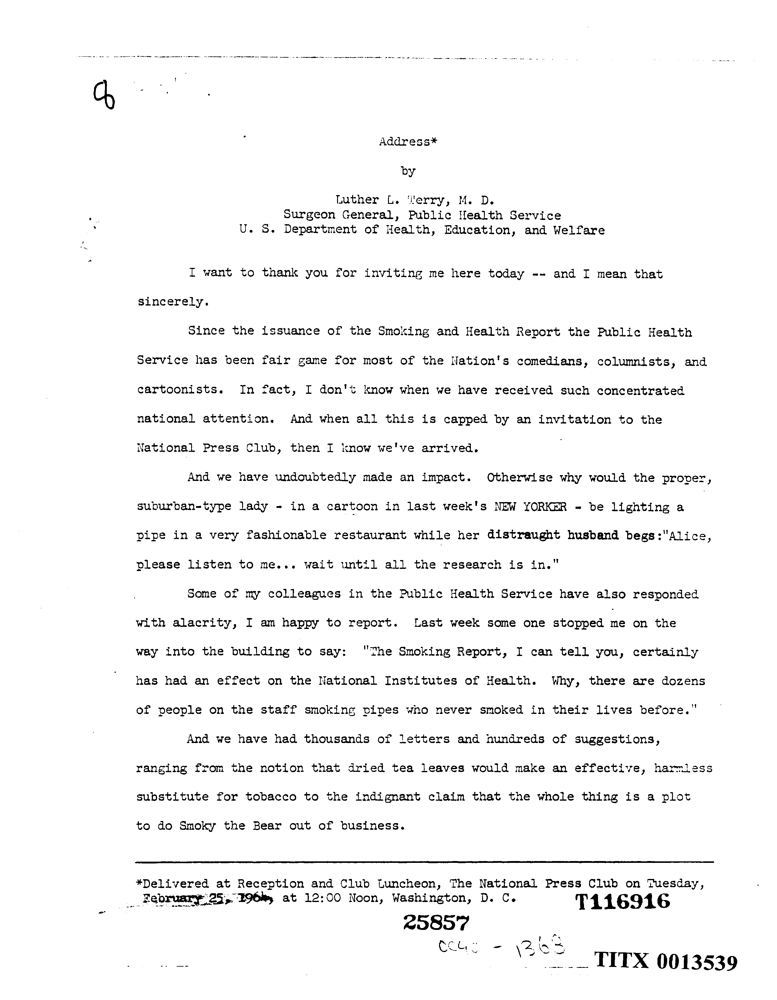 Address*
by
Luther L. Terry, M. D.
Surgeon General, Public Health Service
U. S. Department of Health, Education, and Welfare
I want to thank you for inviting me here today -- and I mean that
sincerely.
Since the issuance of the Smoking and Health Report the Public Health
Service has been fair game for most of the Nation's comedians, columnists, and
cartoonists. In fact, I don't know when we have received such concentrated
national attention. And when all this is capped by an invitation to the
National Press Club, then I know we've arrived.
And we have undoubtedly made an impact. Otherwise why would the proper,
suburban-type lady - in a cartoon in last week's NEW YORKER - be lighting a
pipe in a very fashionable restaurant while her distraught husband begs:"Alice,
please listen to me... wait until all the research is in."
Some of my colleagues in the Public Health Service have also responded
with alacrity, I am happy to report. Last week some one stopped me on the
way into the building to say: "The Smoking Report, I can tell you, certainly
has had an effect on the National Institutes of Health. Why, there are dozens
of people on the staff smoking pipes who never smoked in their lives before."
And we have had thousands of letters and hundreds of suggestions,
ranging from the notion that dried tea leaves would make an effective, harmless
substitute for tobacco to the indignant claim that the whole thing is a plot
to do Smoky the Bear out of business.
*Delivered at Reception and Club Luncheon, The National Press Club on Tuesday,
February 25, 1964, at 12:00 Noon, Washington, D. C.
T116916
25857
- 1368
TITX 0013539